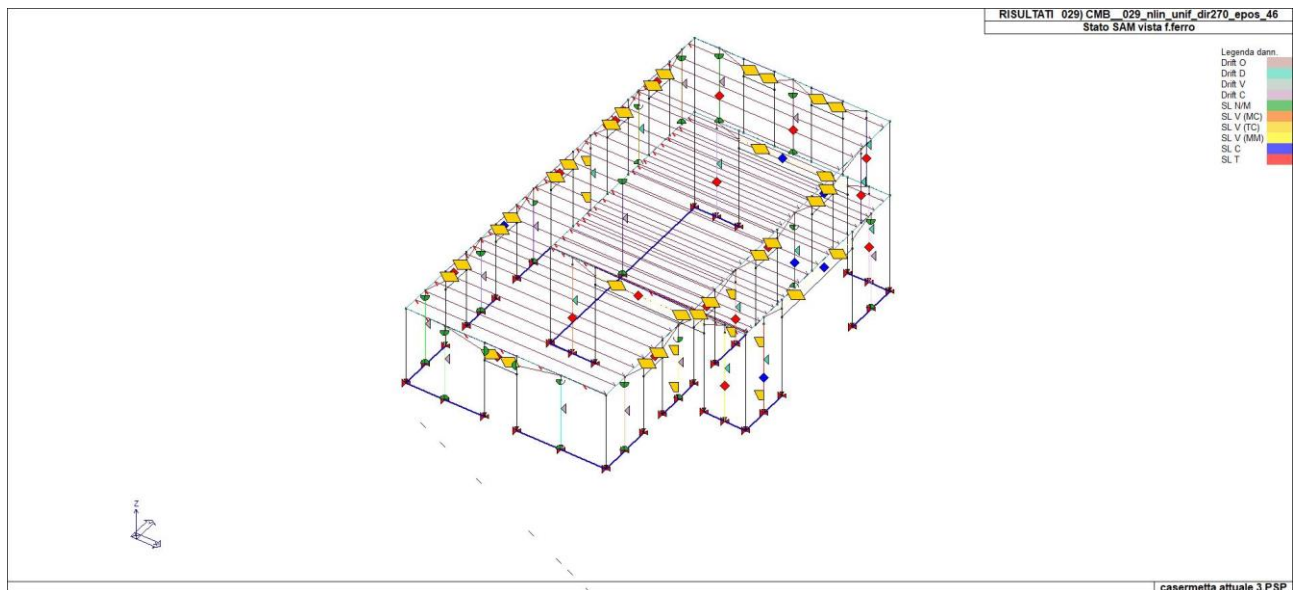 RISULTATI 029) CMB__029_nlin_unif_dir270_epos_46
Stato SAM vista f.ferro
Legenda dann.
Drift O
Drift D
Drift V
Drift C
SL N/M
SL V (MC)
SL V (TC)
SL V (MM)
SL C
SL T
Z
casermetta attuale 3.PSP